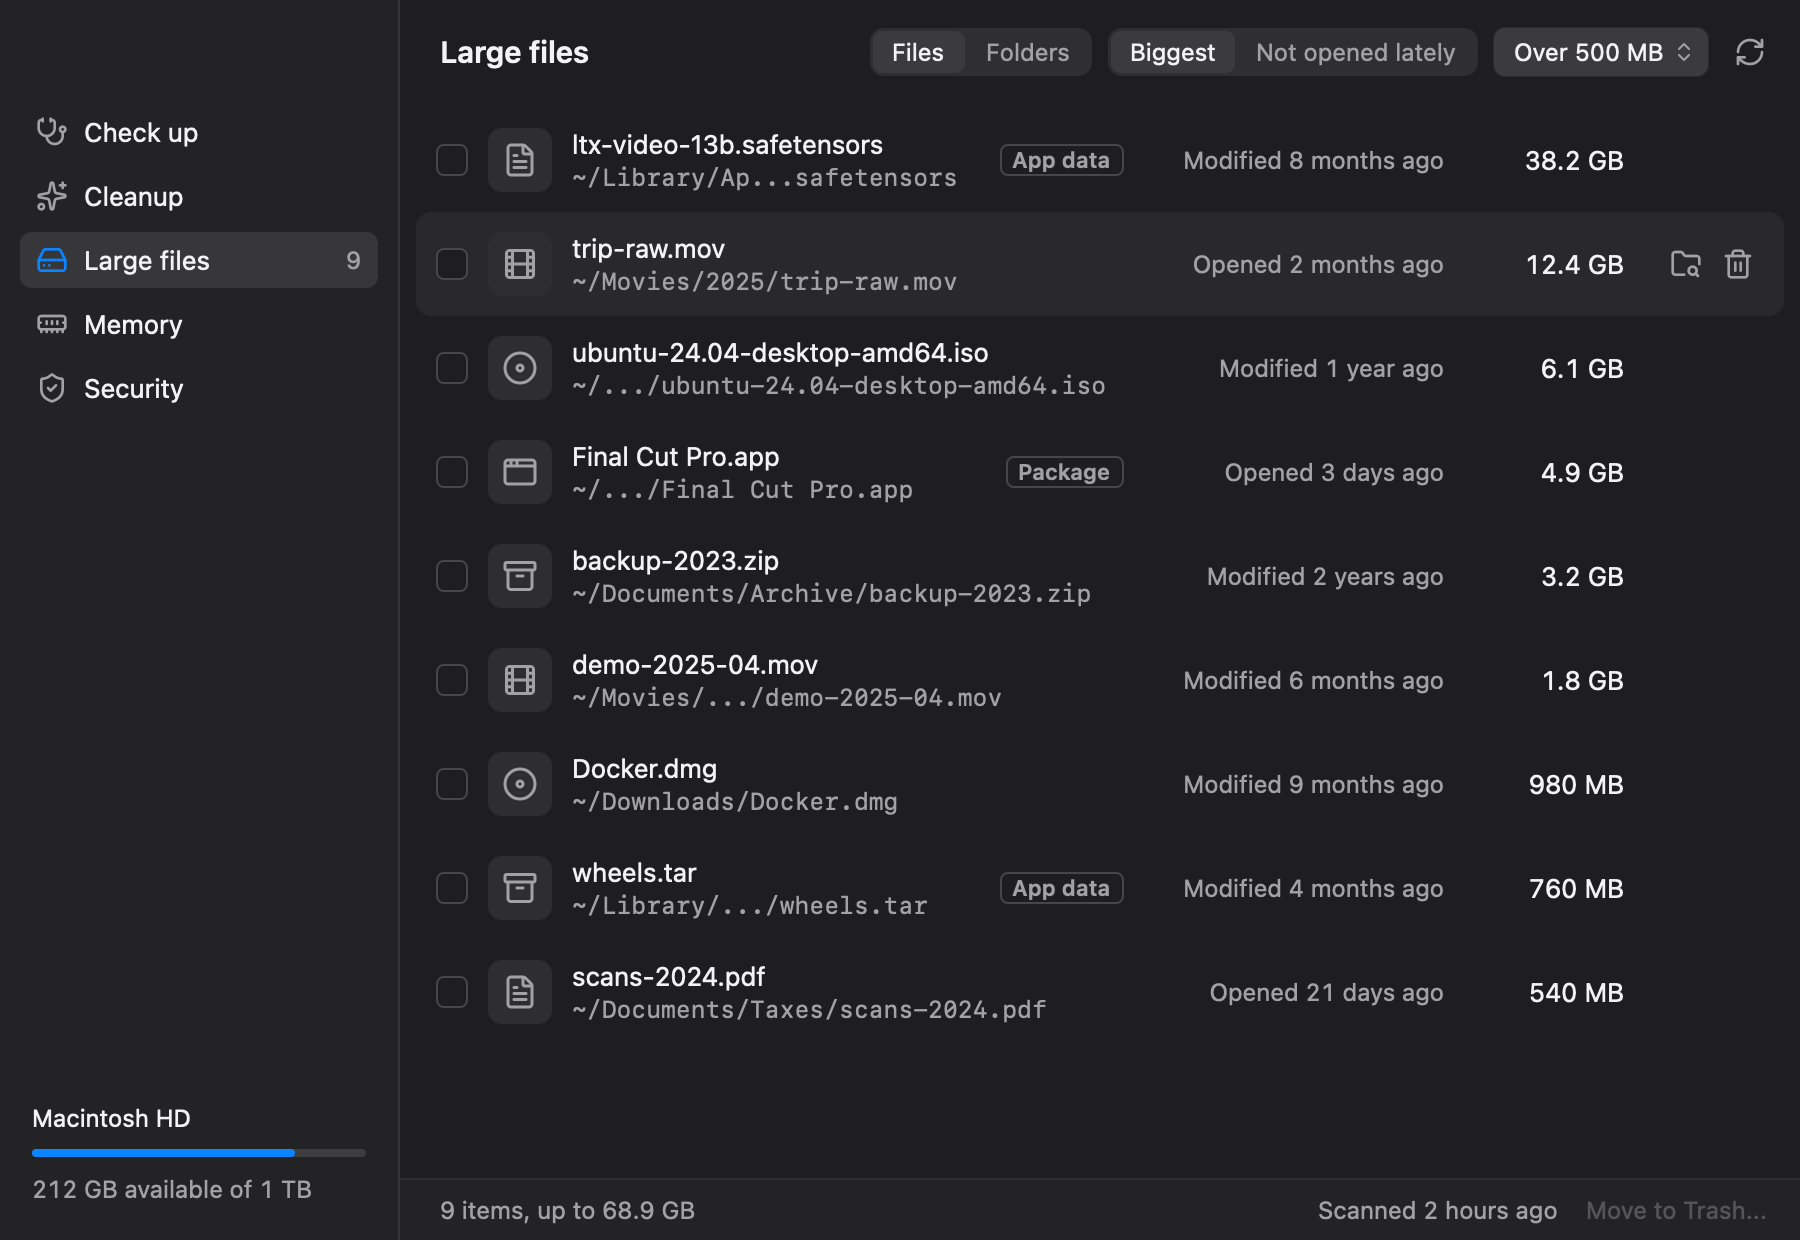 Check up
Cleanup
Large files 9
Memory
Security
Macintosh HD
212 GB available of 1 TB
Large files
Files Folders Biggest Not opened lately Over 500 MB
ltx-video-13b.safetensors
~/Library/Ap...safetensors
App data Modified 8 months ago 38.2 GB
trip-raw.mov
~/Movies/2025/trip-raw.mov
Opened 2 months ago 12.4 GB
ubuntu-24.04-desktop-amd64.iso
~/.../ubuntu-24.04-desktop-amd64.iso
Modified 1 year ago 6.1 GB
Final Cut Pro.app
~/.../Final Cut Pro.app
Package Opened 3 days ago 4.9 GB
backup-2023.zip
~/Documents/Archive/backup-2023.zip
Modified 2 years ago 3.2 GB
demo-2025-04.mov
~/Movies/.../demo-2025-04.mov
Modified 6 months ago 1.8 GB
Docker.dmg
~/Downloads/Docker.dmg
Modified 9 months ago 980 MB
wheels.tar
~/Library/.../wheels.tar
App data Modified 4 months ago 760 MB
scans-2024.pdf
~/Documents/Taxes/scans-2024.pdf
Opened 21 days ago 540 MB
9 items, up to 68.9 GB
Scanned 2 hours ago Move to Trash...